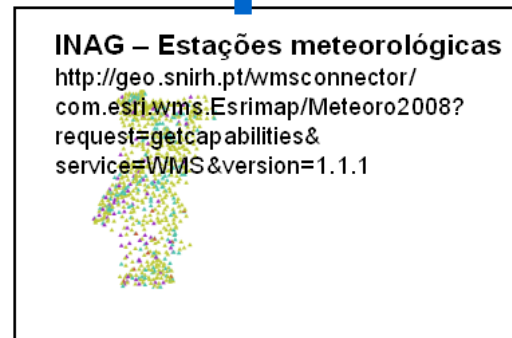 INAG – Estações meteorológicas
http://geo.snirh.pt/wmsconnector/
com.esri.wms.Esrimap/Meteoro2008?
request=getcapabilities&
service=WMS&version=1.1.1